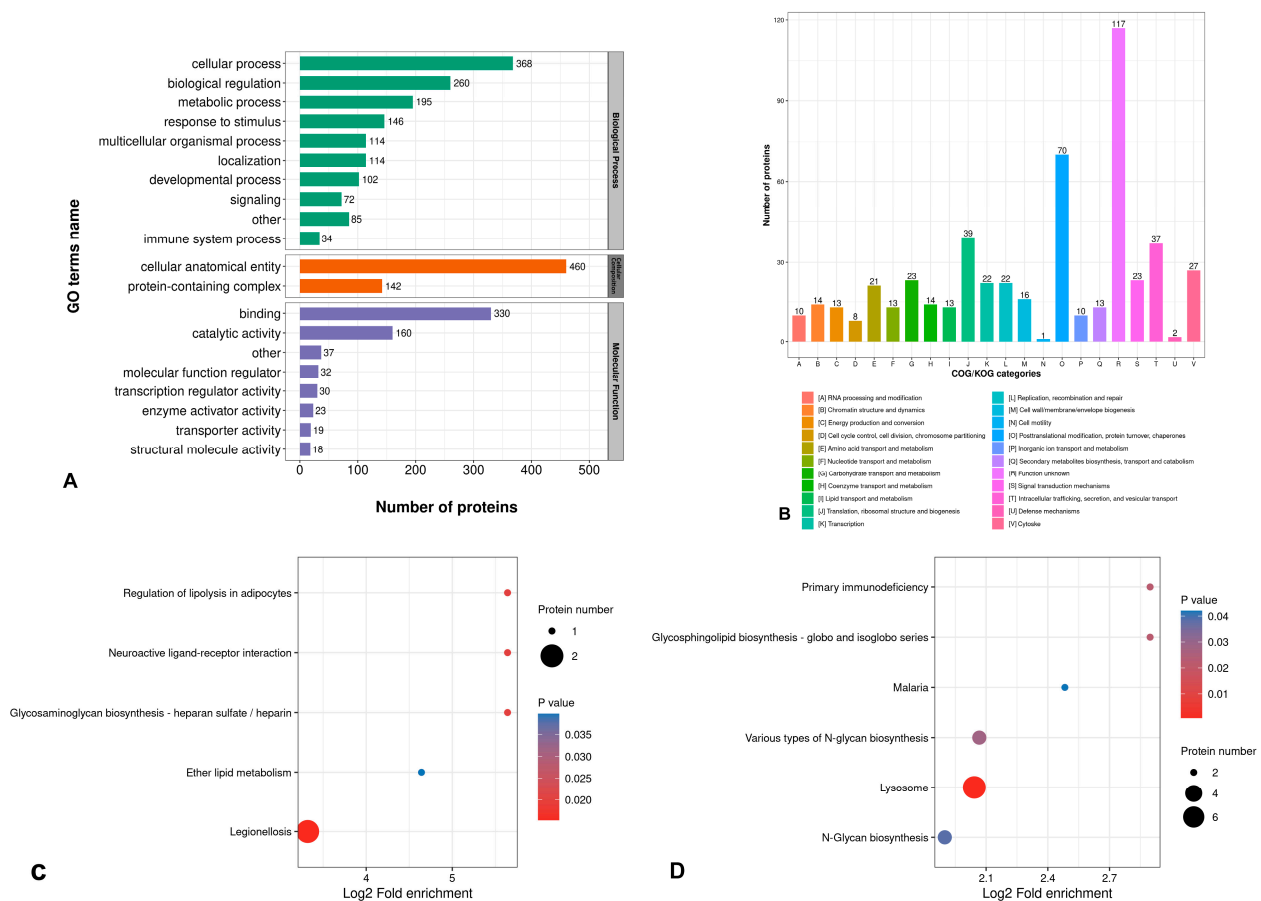 GO terms name
cellular process
368
biological regulation
260
metabolic process
195
response to stimulus
146
multicellular organismal process
114
localization
114
developmental process
102
signaling
72
other
85
immune system process
34
Biological Process
cellular anatomical entity
460
protein-containing complex
142
Cellular
Composition
binding
330
catalytic activity
160
other
37
molecular function regulator
32
transcription regulator activity
30
enzyme activator activity
23
transporter activity
19
structural molecule activity
18
Molecular Function
0 100 200 300 400 500
Number of proteins
A
Number of proteins
120
90
60
30
0
10 14 13 8 21 13 23 14 13 39 22 22 16 1 70 10 13 117 23 37 2 27
A B C D E F G H I J K L M N O P Q R S T U V
COG/KOG categories
[A] RNA processing and modification
[B] Chromatin structure and dynamics
[C] Energy production and conversion
[D] Cell cycle control, cell division, chromosome partitioning
[E] Amino acid transport and metabolism
[F] Nucleotide transport and metabolism
[G] Carbohydrate transport and metabolism
[H] Coenzyme transport and metabolism
[I] Lipid transport and metabolism
[J] Translation, ribosomal structure and biogenesis
[K] Transcription
[L] Replication, recombination and repair
[M] Cell wall/membrane/envelope biogenesis
[N] Cell motility
[O] Posttranslational modification, protein turnover, chaperones
[P] Inorganic ion transport and metabolism
[Q] Secondary metabolites biosynthesis, transport and catabolism
[R] Function unknown
[S] Signal transduction mechanisms
[T] Intracellular trafficking, secretion, and vesicular transport
[U] Defense mechanisms
[V] Cytoske
B
Regulation of lipolysis in adipocytes
Neuroactive ligand-receptor interaction
Glycosaminoglycan biosynthesis - heparan sulfate / heparin
Ether lipid metabolism
Legionellosis
4 5
Log2 Fold enrichment
Protein number
1
2
P value
0.035
0.030
0.025
0.020
C
Primary immunodeficiency
Glycosphingolipid biosynthesis - globo and isoglobo series
Malaria
Various types of N-glycan biosynthesis
Lysosome
N-Glycan biosynthesis
2.1 2.4 2.7
Log2 Fold enrichment
P value
0.04
0.03
0.02
0.01
Protein number
2
4
6
D